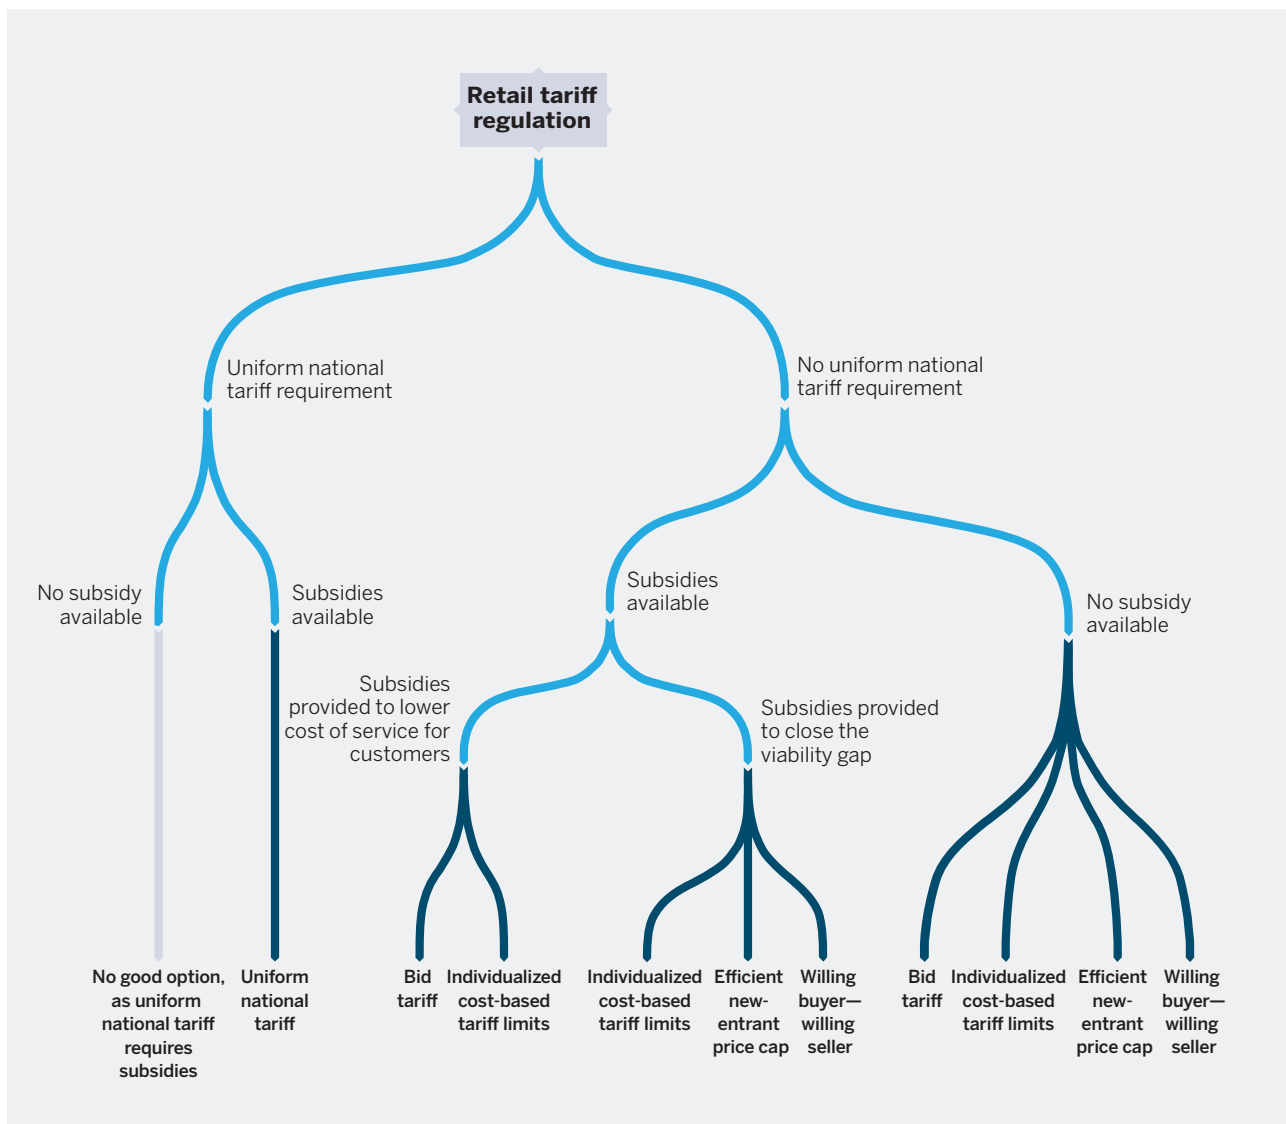 Retail tariff
regulation
Uniform national
tariff requirement
No uniform national
tariff requirement
No subsidy
available
Subsidies
available
Subsidies
available
No subsidy
available
Subsidies
provided to lower
cost of service for
customers
Subsidies provided
to close the
viability gap
No good option,
as uniform
national tariff
requires
subsidies
Uniform
national
tariff
Bid
tariff
Individualized
cost-based
tariff limits
Individualized
cost-based
tariff limits
Efficient
new-
entrant
price cap
Willing
buyer—
willing
seller
Bid
tariff
Individualized
cost-based
tariff limits
Efficient
new-
entrant
price cap
Willing
buyer—
willing
seller